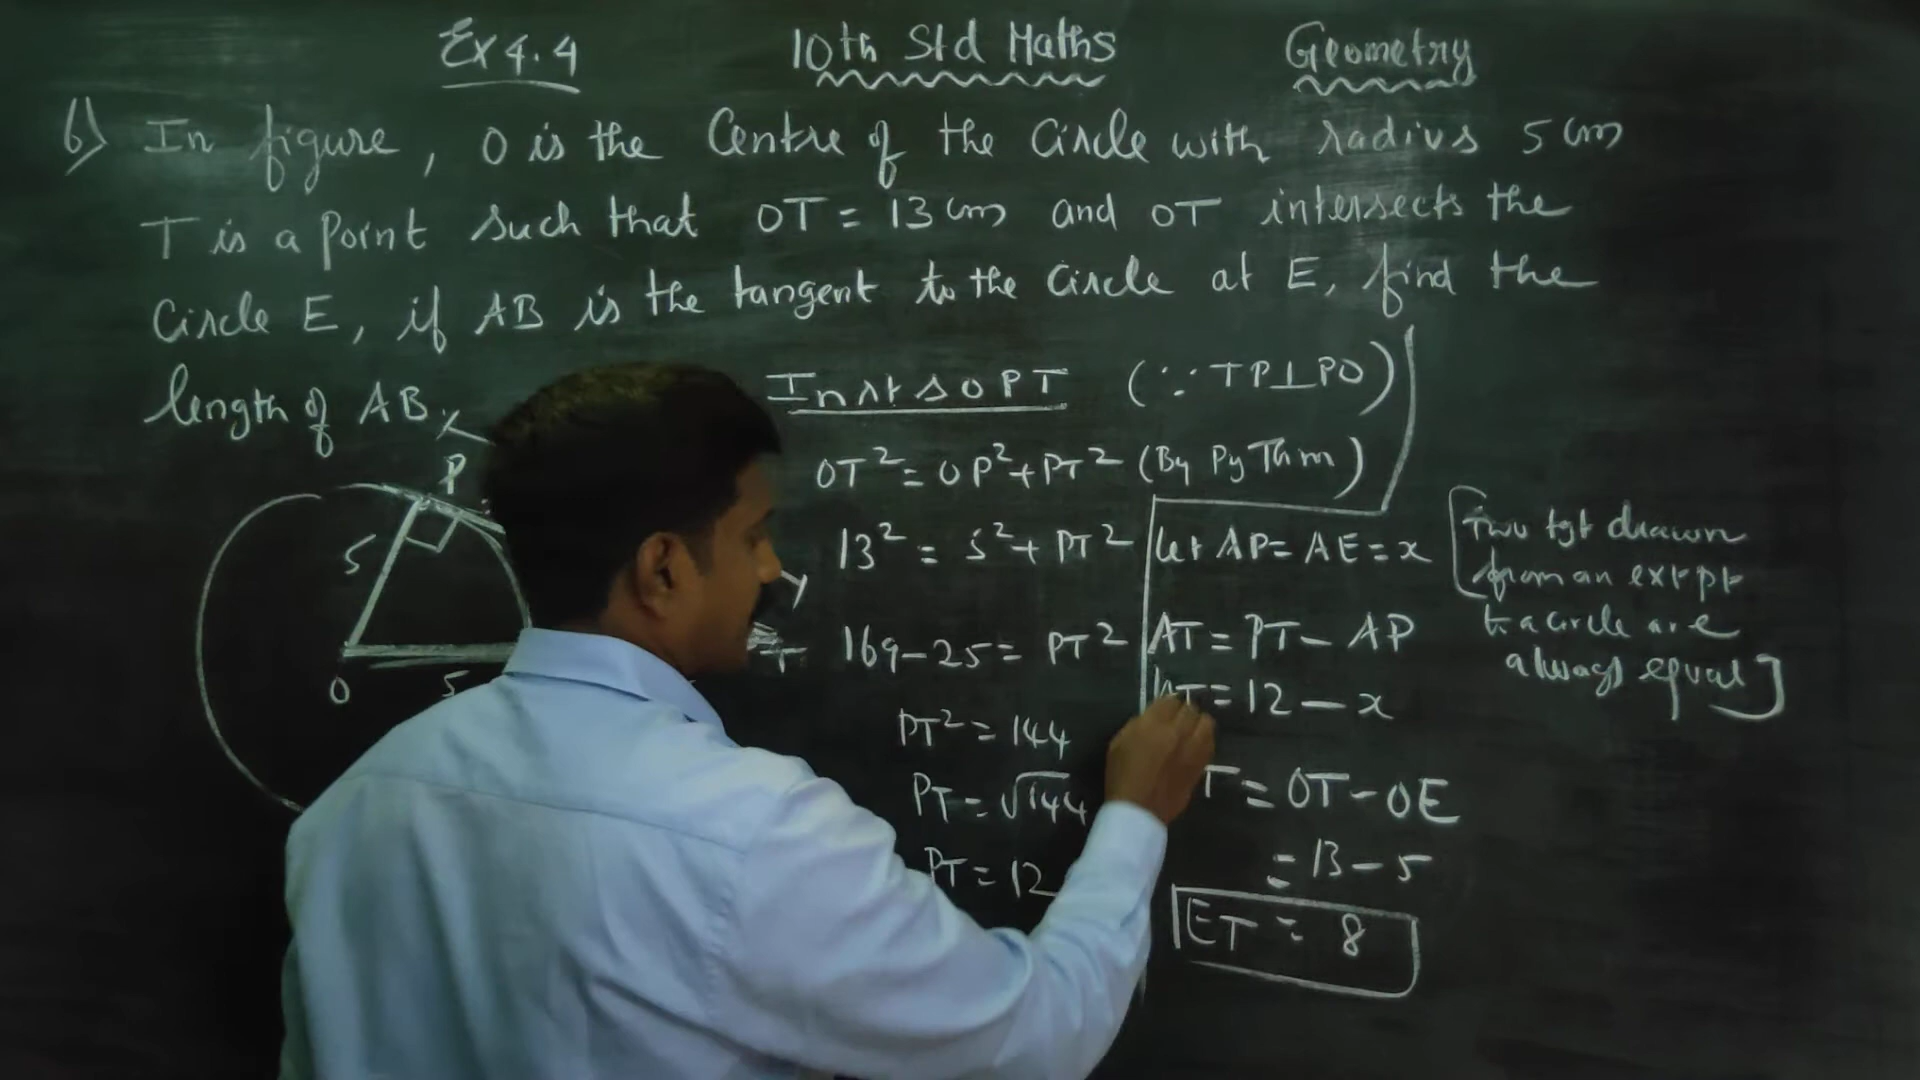 Ex 4.4 10th Std Maths Geometry
6) In figure, O is the Centre of the Circle with radius 5 cm
T is a point such that OT = 13 cm and OT intersects the
Circle E, if AB is the tangent to the Circle at E, find the
length of AB.
P
5
O
5
T
In rt Δ OPT (∵ TP⊥PO)
OT² = OP² + PT² (By Py Thm)
13² = 5² + PT²
169 - 25 = PT²
PT² = 144
PT = √144
PT = 12
let AP = AE = x
[Two tgt drawn
from an ext pt
to a circle are
always equal]
AT = PT - AP
AT = 12 - x
T = OT - OE
= 13 - 5
ET = 8